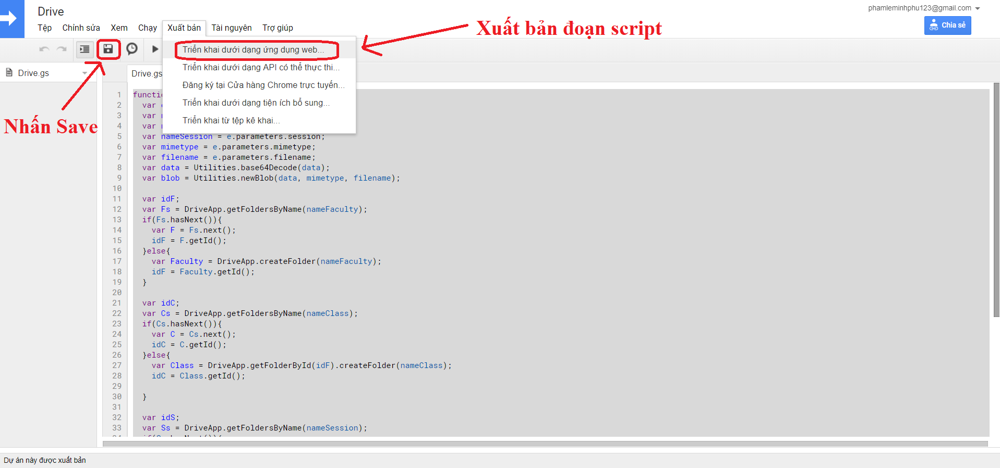 Drive
phamleminhphu123@gmail.com
Tệp Chỉnh sửa Xem Chạy Xuất bản Tài nguyên Trợ giúp
Chia sẻ
Xuất bản đoạn script
Triển khai dưới dạng ứng dụng web...
Triển khai dưới dạng API có thể thực thi...
Đăng ký tại Cửa hàng Chrome trực tuyến...
Triển khai dưới dạng tiện ích bổ sung...
Triển khai từ tệp kê khai...
Nhấn Save
Drive.gs
Drive.gs
1 functi
2 var
3 var
4 var
5 var nameSession = e.parameters.session;
6 var mimetype = e.parameters.mimetype;
7 var filename = e.parameters.filename;
8 var data = Utilities.base64Decode(data);
9 var blob = Utilities.newBlob(data, mimetype, filename);
10
11 var idF;
12 var Fs = DriveApp.getFoldersByName(nameFaculty);
13 if(Fs.hasNext()){
14 var F = Fs.next();
15 idF = F.getId();
16 }else{
17 var Faculty = DriveApp.createFolder(nameFaculty);
18 idF = Faculty.getId();
19 }
20
21 var idC;
22 var Cs = DriveApp.getFoldersByName(nameClass);
23 if(Cs.hasNext()){
24 var C = Cs.next();
25 idC = C.getId();
26 }else{
27 var Class = DriveApp.getFolderById(idF).createFolder(nameClass);
28 idC = Class.getId();
29
30 }
31
32 var idS;
33 var Ss = DriveApp.getFoldersByName(nameSession);
Dự án này được xuất bản